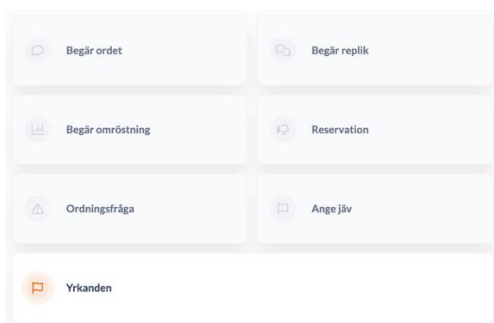 Begär ordet
Begär replik
Begär omröstning
Reservation
Ordningsfråga
Ange jäv
Yrkanden